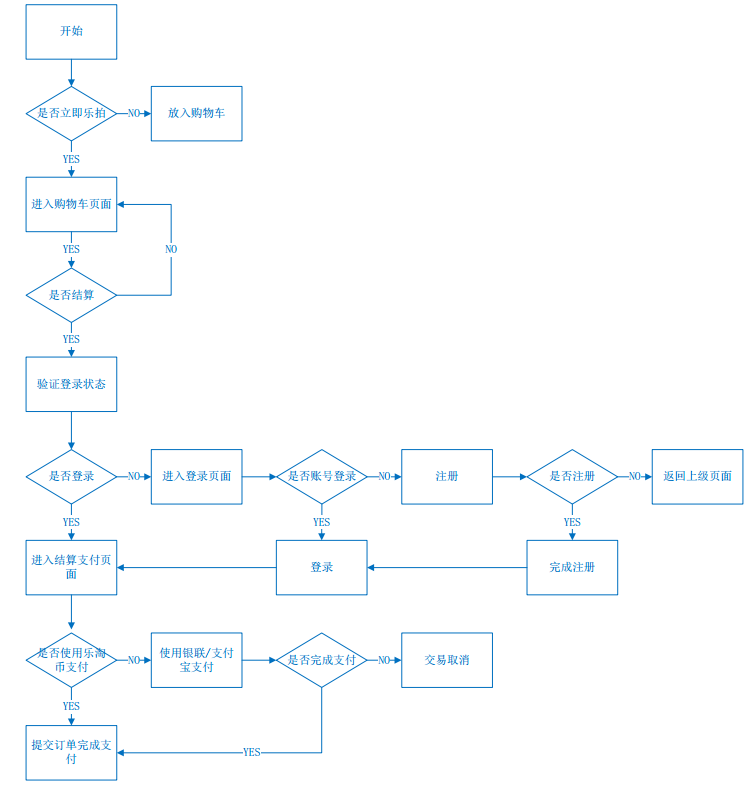 开始
是否立即乐拍
NO
放入购物车
YES
进入购物车页面
YES
NO
是否结算
YES
验证登录状态
是否登录
NO
进入登录页面
是否账号登录
NO
注册
是否注册
NO
返回上级页面
YES
YES
YES
进入结算支付页
面
登录
完成注册
是否使用乐淘
币支付
NO
使用银联/支付
宝支付
是否完成支付
NO
交易取消
YES
提交订单完成支
付
YES